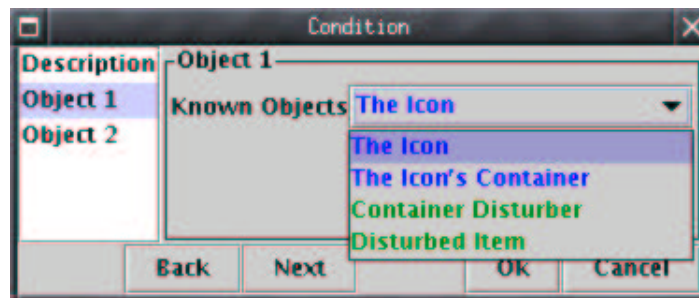 Condition
Description
Object 1
Object 2
Object 1
Known Objects The Icon
The Icon
The Icon's Container
Container Disturber
Disturbed Item
Back Next Ok Cancel